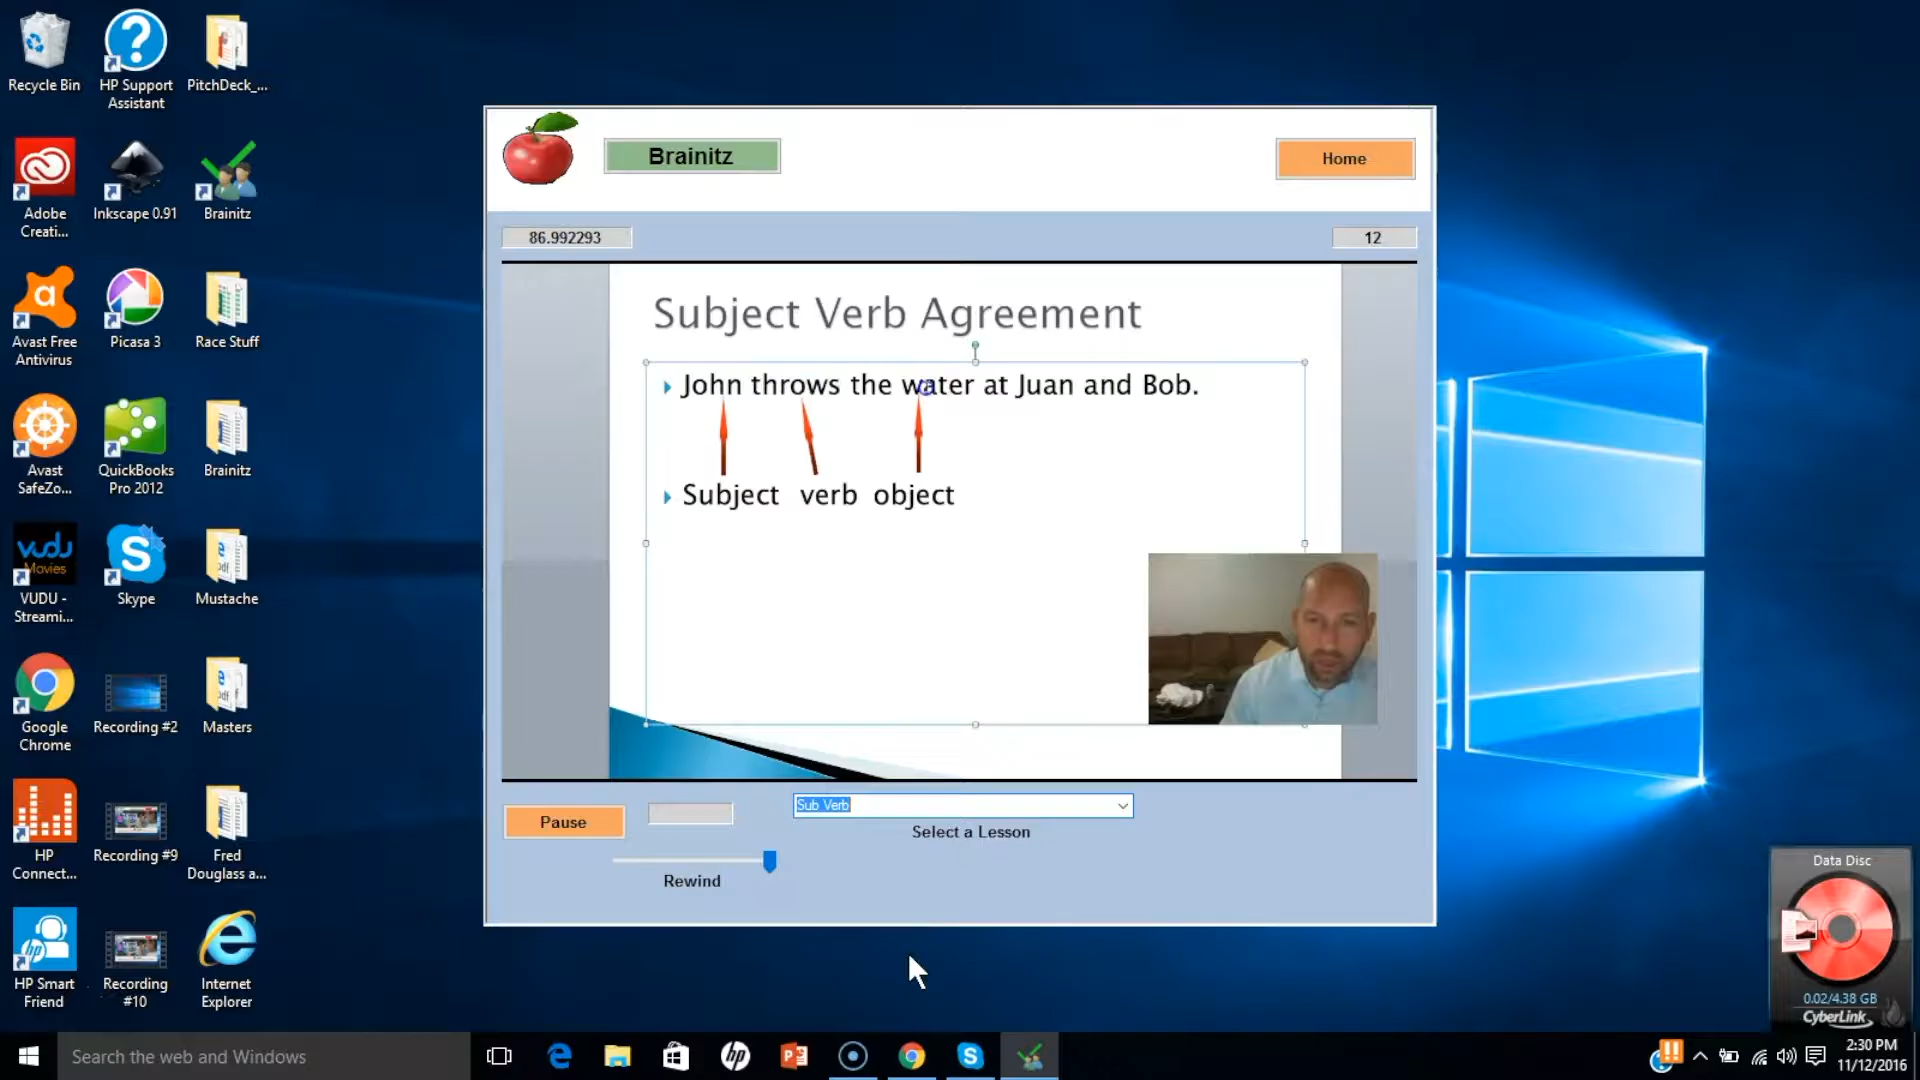 Recycle Bin
HP Support
Assistant
PitchDeck_...
Adobe
Creati...
Inkscape 0.91
Brainitz
Avast Free
Antivirus
Picasa 3
Race Stuff
Avast
SafeZo...
QuickBooks
Pro 2012
Brainitz
VUDU
Movies
VUDU -
Streami...
Skype
Mustache
Google
Chrome
Recording #2
Masters
HP
Connect...
Recording #9
Fred
Douglass a...
HP Smart
Friend
Recording
#10
Internet
Explorer
Brainitz
Home
86.992293
12
Subject Verb Agreement
John throws the water at Juan and Bob.
Subject verb object
Pause
Sub Verb
Select a Lesson
Rewind
Data Disc
0.02/4.38 GB
CyberLink
Search the web and Windows
2:30 PM
11/12/2016